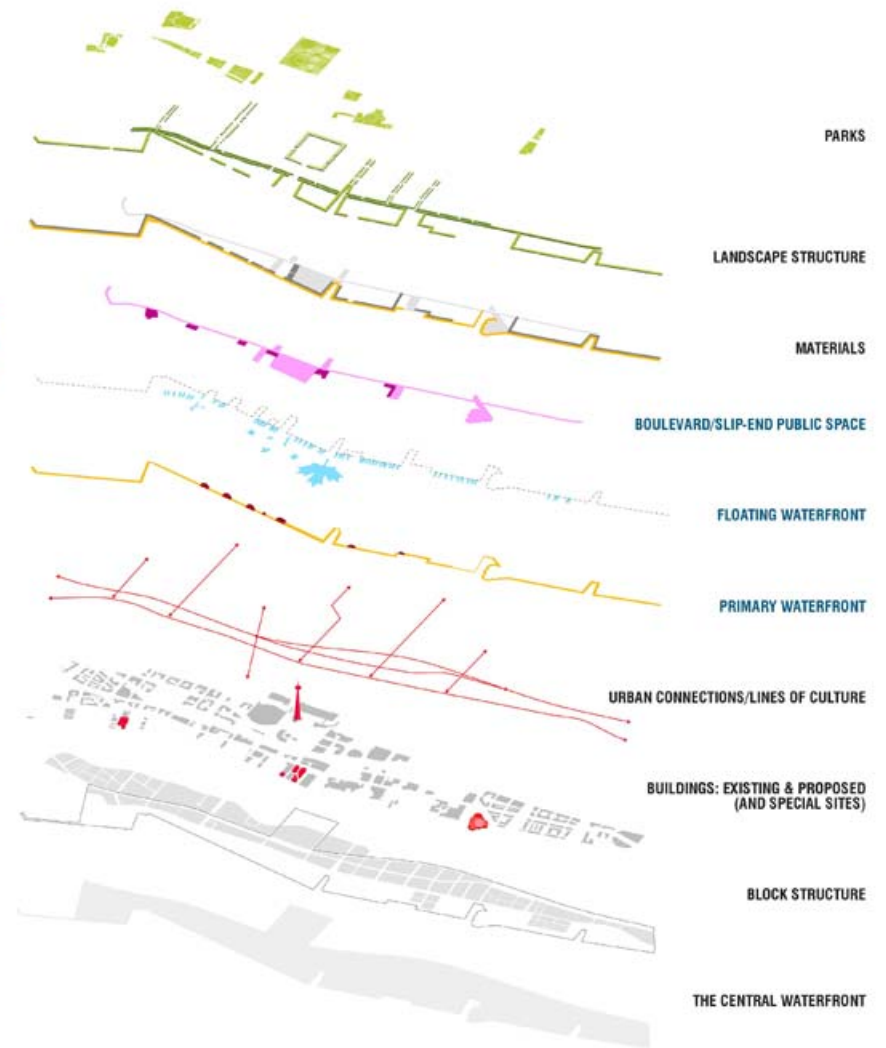 PARKS
LANDSCAPE STRUCTURE
MATERIALS
BOULEVARD/SLIP-END PUBLIC SPACE
FLOATING WATERFRONT
PRIMARY WATERFRONT
URBAN CONNECTIONS/LINES OF CULTURE
BUILDINGS: EXISTING & PROPOSED
(AND SPECIAL SITES)
BLOCK STRUCTURE
THE CENTRAL WATERFRONT